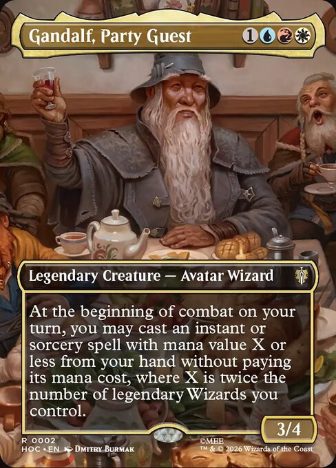 Gandalf, Party Guest 1
Legendary Creature — Avatar Wizard
At the beginning of combat on
your turn, you may cast an instant
or sorcery spell with mana value X or
less from your hand without paying
its mana cost, where X is twice the
number of legendary Wizards you
control.
3/4
R 0002
HOC • EN Dmitry Burmak
©MEE
™ & © 2026 Wizards of the Coast